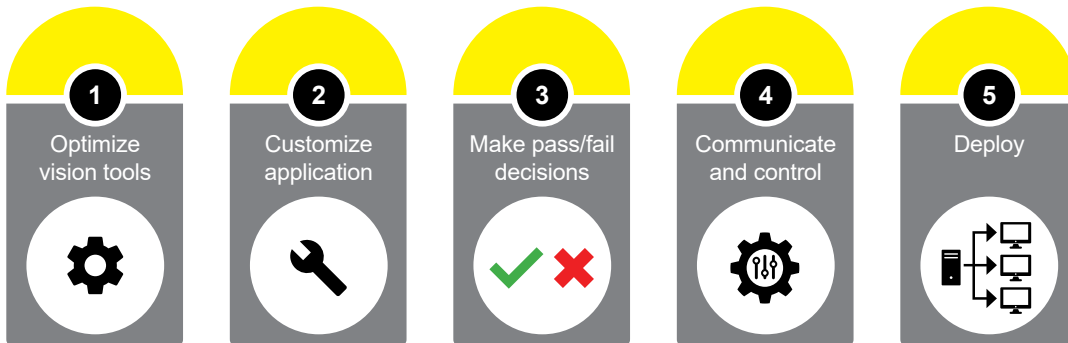 1
Optimize
vision tools
2
Customize
application
3
Make pass/fail
decisions
4
Communicate
and control
5
Deploy